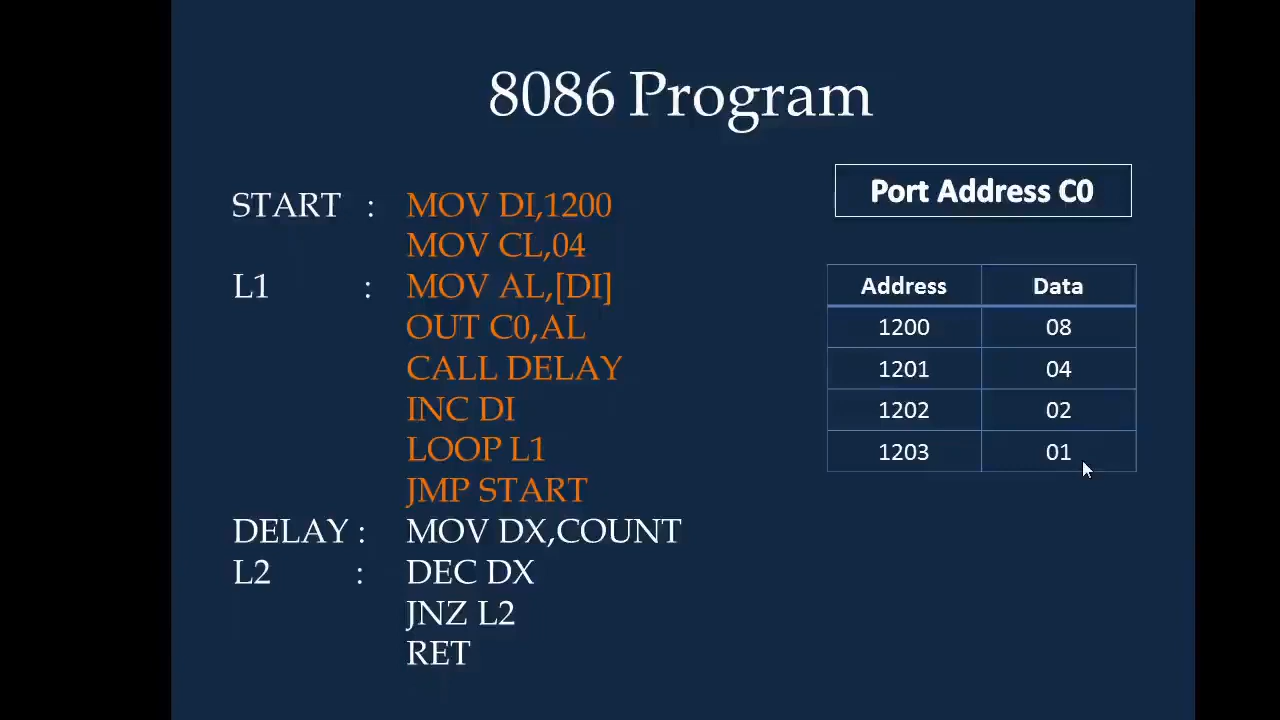 8086 Program
START : MOV DI,1200
MOV CL,04
L1 : MOV AL,[DI]
OUT C0,AL
CALL DELAY
INC DI
LOOP L1
JMP START
DELAY : MOV DX,COUNT
L2 : DEC DX
JNZ L2
RET
Port Address C0
Address Data
1200 08
1201 04
1202 02
1203 01